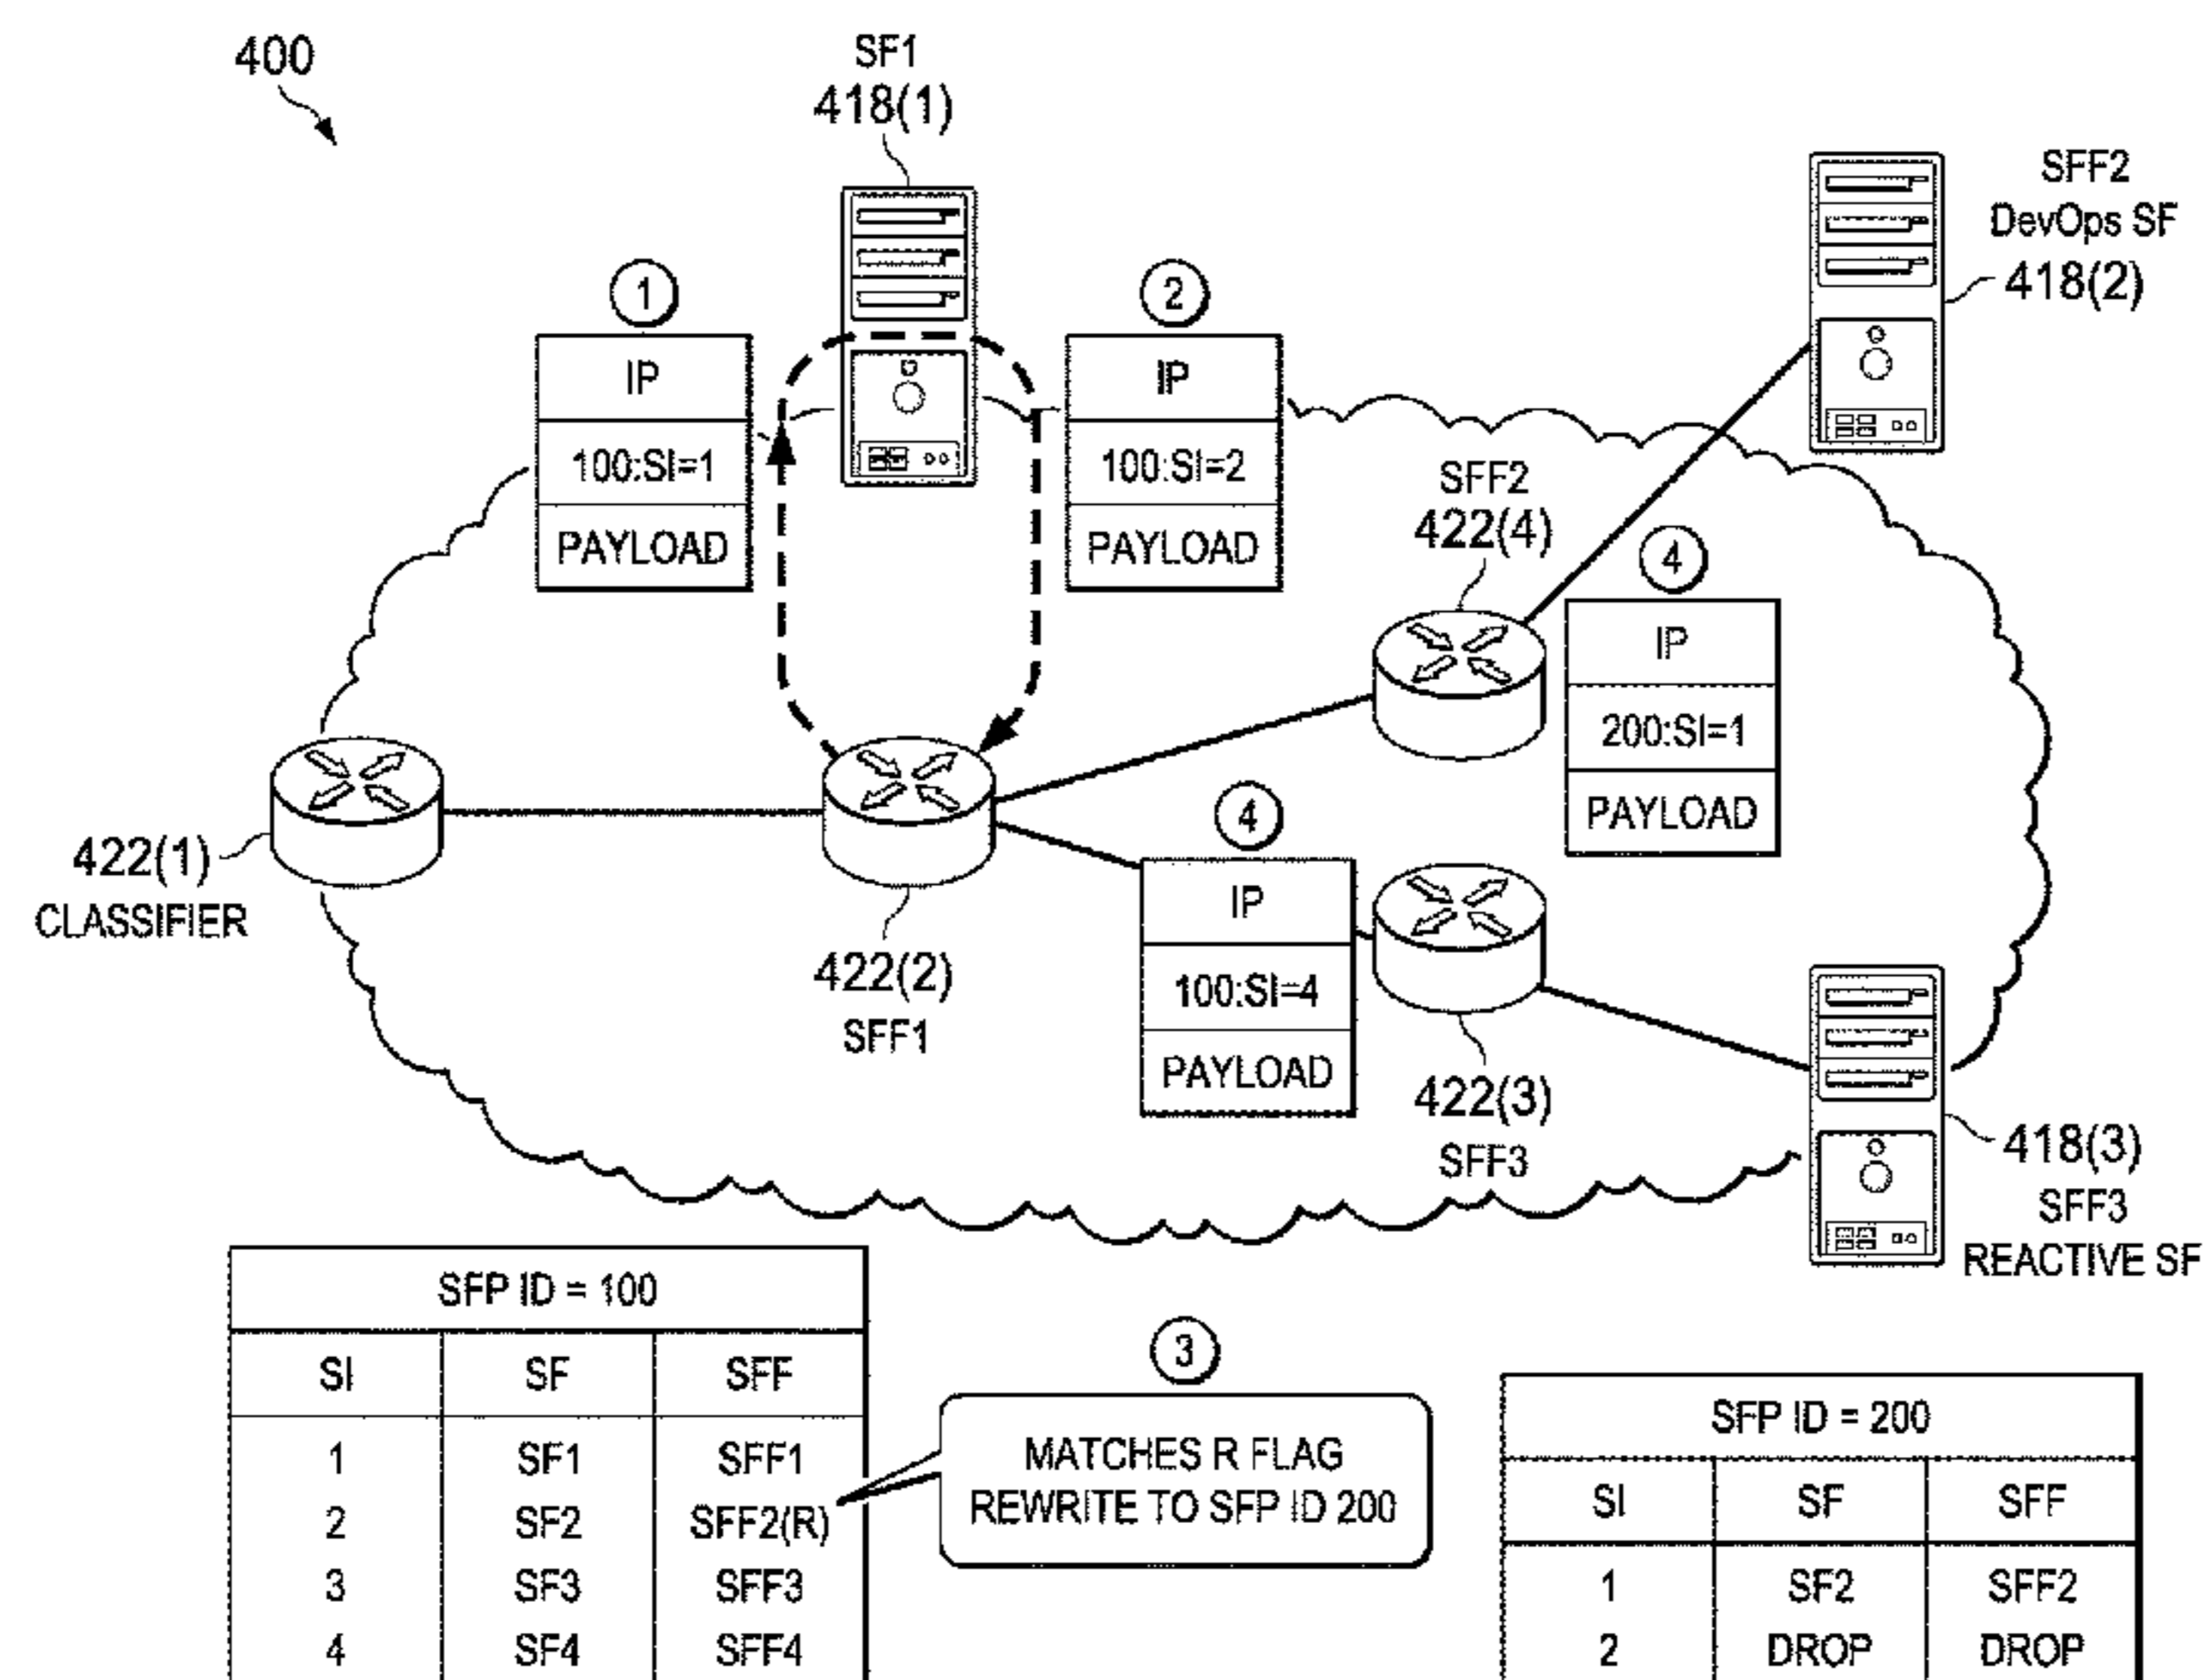 400
SF1
418(1)
SFF2
DevOps SF
418(2)
1
IP
100:SI=1
PAYLOAD
2
IP
100:SI=2
PAYLOAD
SFF2
422(4)
4
IP
200:SI=1
PAYLOAD
422(1)
CLASSIFIER
422(2)
SFF1
4
IP
100:SI=4
PAYLOAD
422(3)
SFF3
418(3)
SFF3
REACTIVE SF
SFP ID = 100
SI SF SFF
1 SF1 SFF1
2 SF2 SFF2(R)
3 SF3 SFF3
4 SF4 SFF4
3
MATCHES R FLAG
REWRITE TO SFP ID 200
SFP ID = 200
SI SF SFF
1 SF2 SFF2
2 DROP DROP